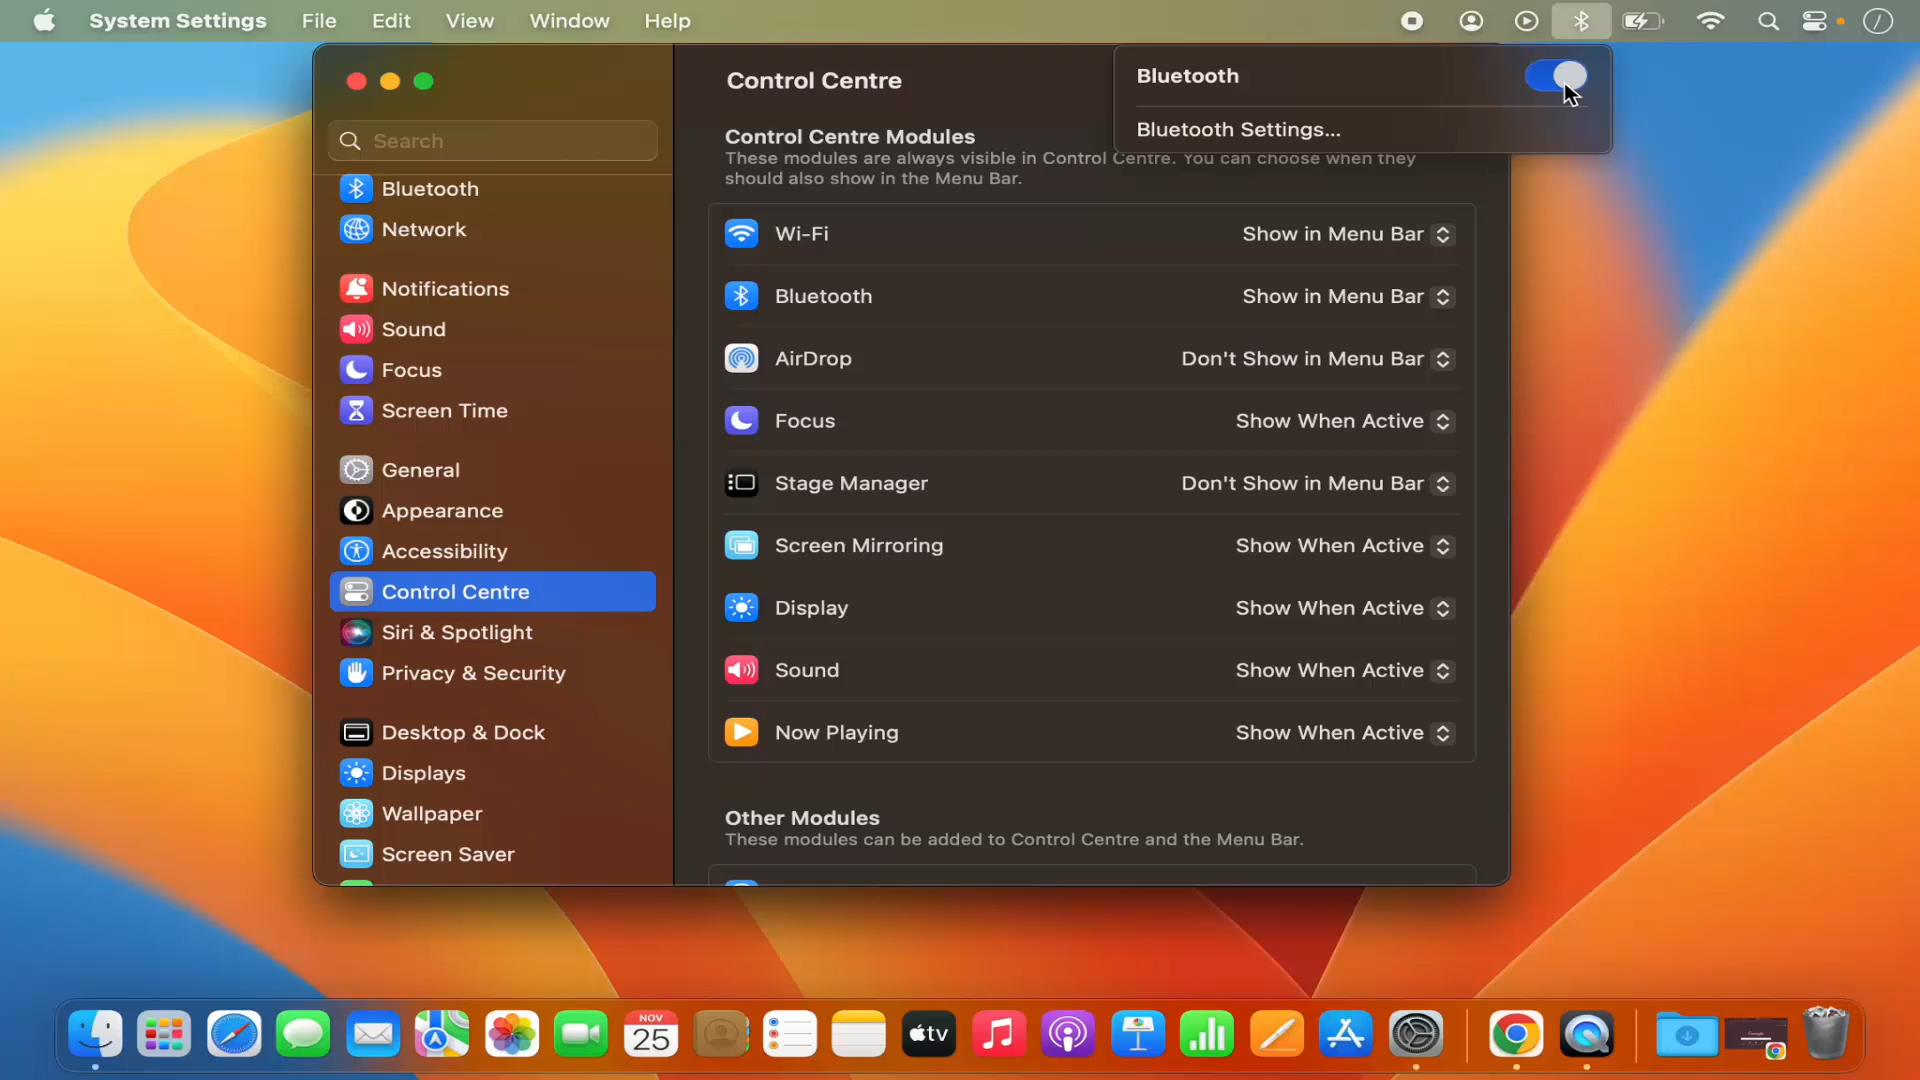 System Settings File Edit View Window Help
Bluetooth
Bluetooth Settings...
Search
Bluetooth
Network
Notifications
Sound
Focus
Screen Time
General
Appearance
Accessibility
Control Centre
Siri & Spotlight
Privacy & Security
Desktop & Dock
Displays
Wallpaper
Screen Saver
Control Centre
Control Centre Modules
These modules are always visible in Control Centre. You can choose when they
should also show in the Menu Bar.
Wi-Fi Show in Menu Bar
Bluetooth Show in Menu Bar
AirDrop Don't Show in Menu Bar
Focus Show When Active
Stage Manager Don't Show in Menu Bar
Screen Mirroring Show When Active
Display Show When Active
Sound Show When Active
Now Playing Show When Active
Other Modules
These modules can be added to Control Centre and the Menu Bar.
NOV
25
tv